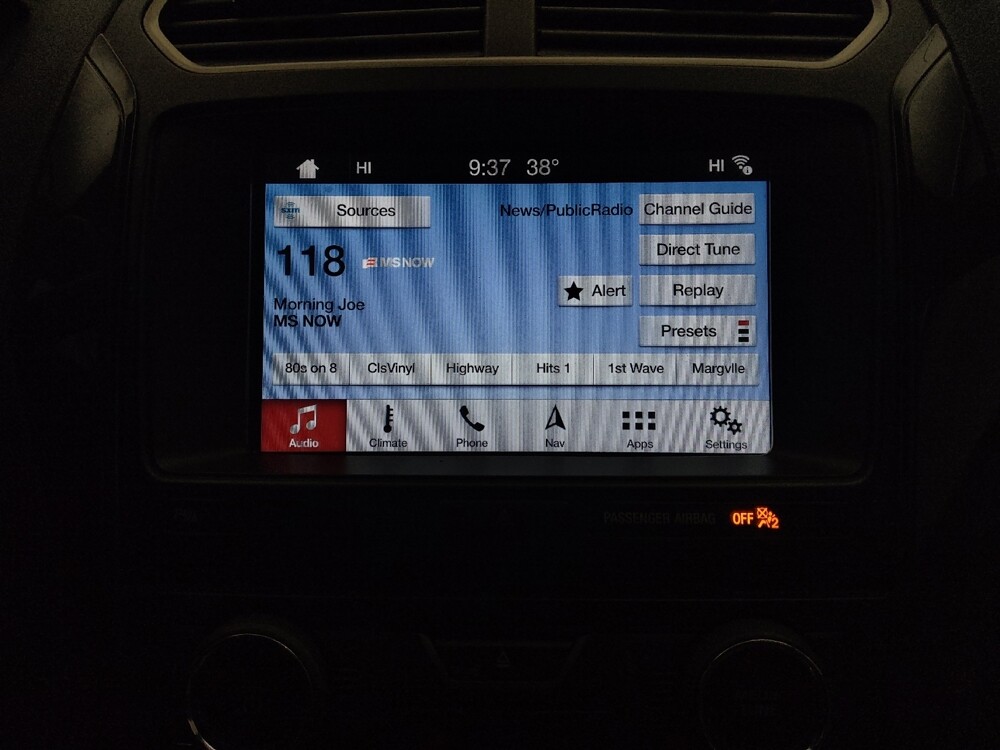 HI 9:37 38° HI
sxm Sources News/PublicRadio Channel Guide
118 MS NOW Direct Tune
Alert Replay
Morning Joe
MS NOW Presets
80s on 8 ClsVinyl Highway Hits 1 1st Wave Margvlle
Audio Climate Phone Nav Apps Settings
PASSENGER AIRBAG OFF 2